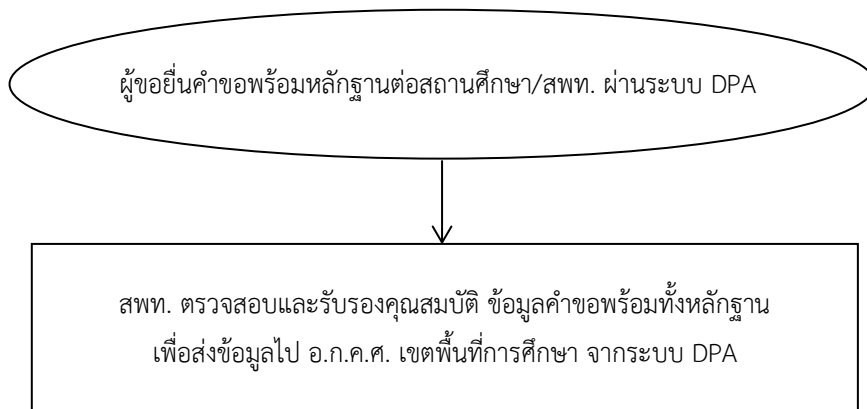 ผู้ขอยื่นคำขอพร้อมหลักฐานต่อสถานศึกษา/สพท. ผ่านระบบ DPA
สพท. ตรวจสอบและรับรองคุณสมบัติ ข้อมูลคำขอพร้อมทั้งหลักฐาน
เพื่อส่งข้อมูลไป อ.ก.ค.ศ. เขตพื้นที่การศึกษา จากระบบ DPA